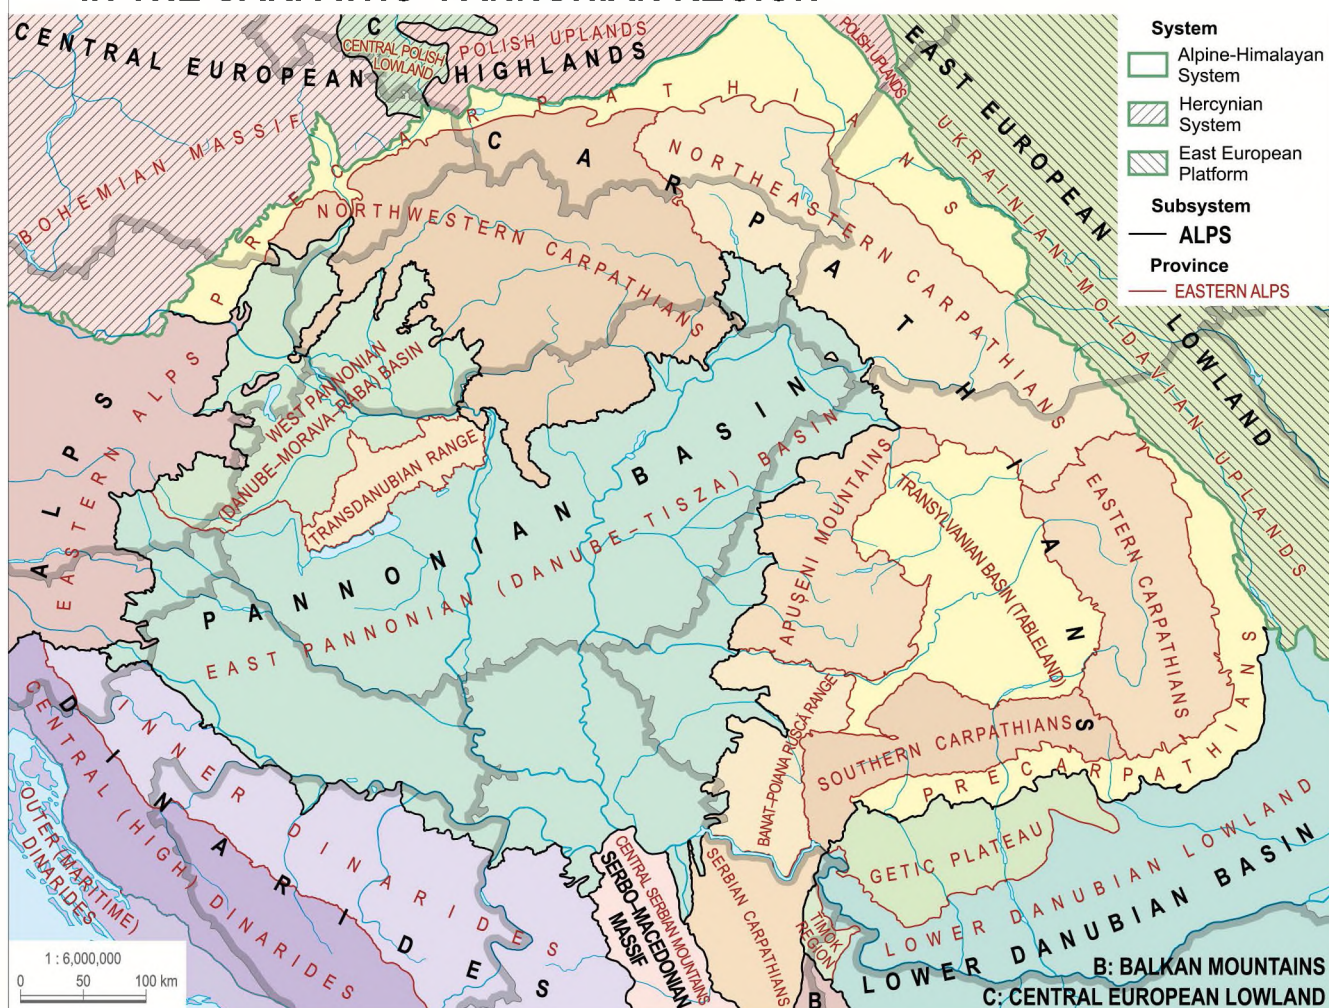 C
CENTRAL POLISH
LOWLAND
POLISH UPLANDS
HIGHLANDS
CENTRAL EUROPEAN
POLISH UPLANDS
EAST EUROPEAN
LOWLAND
System
Alpine-Himalayan
System
Hercynian
System
East European
Platform
Subsystem
ALPS
Province
EASTERN ALPS
BOHEMIAN MASSIF
PRECARPATHIANS
CARPATHIANS
UKRAINIAN–MOLDAVIAN UPLANDS
NORTHWESTERN CARPATHIANS
NORTHEASTERN CARPATHIANS
ALPS
EASTERN ALPS
WEST PANNONIAN
(DANUBE–MORAVA–RABA) BASIN
TRANSDANUBIAN RANGE
PANNONIAN BASIN
EAST PANNONIAN (DANUBE–TISZA) BASIN
APUSENI MOUNTAINS
TRANSYLVANIAN BASIN (TABLELAND)
EASTERN CARPATHIANS
BANAT–POIANA RUSCĂ RANGE
SOUTHERN CARPATHIANS
PRECARPATHIANS
DINARIDES
INNER DINARIDES
CENTRAL (HIGH) DINARIDES
OUTER (MARITIME)
DINARIDES
CENTRAL SERBIAN MOUNTAINS
SERBO-MACEDONIAN
MASSIF
SERBIAN CARPATHIANS
TIMOK
REGION
GETIC PLATEAU
LOWER DANUBIAN LOWLAND
LOWER DANUBIAN BASIN
B
1 : 6,000,000
0 50 100 km
B: BALKAN MOUNTAINS
C: CENTRAL EUROPEAN LOWLAND